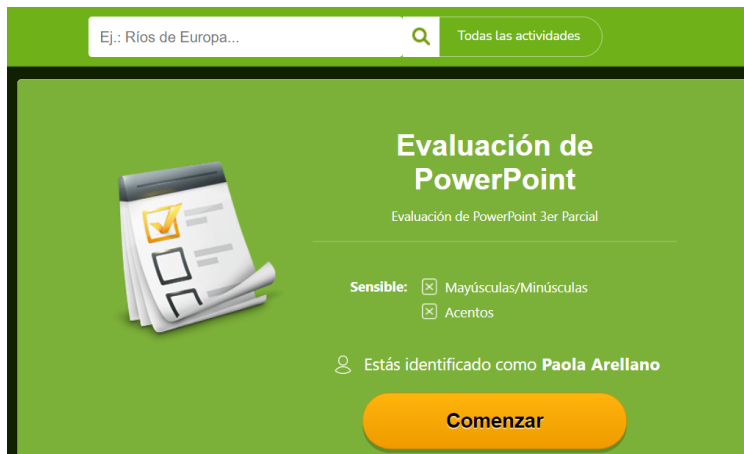 Ej.: Ríos de Europa...
Todas las actividades
Evaluación de
PowerPoint
Evaluación de PowerPoint 3er Parcial
Sensible: Mayúsculas/Minúsculas
Acentos
Estás identificado como Paola Arellano
Comenzar